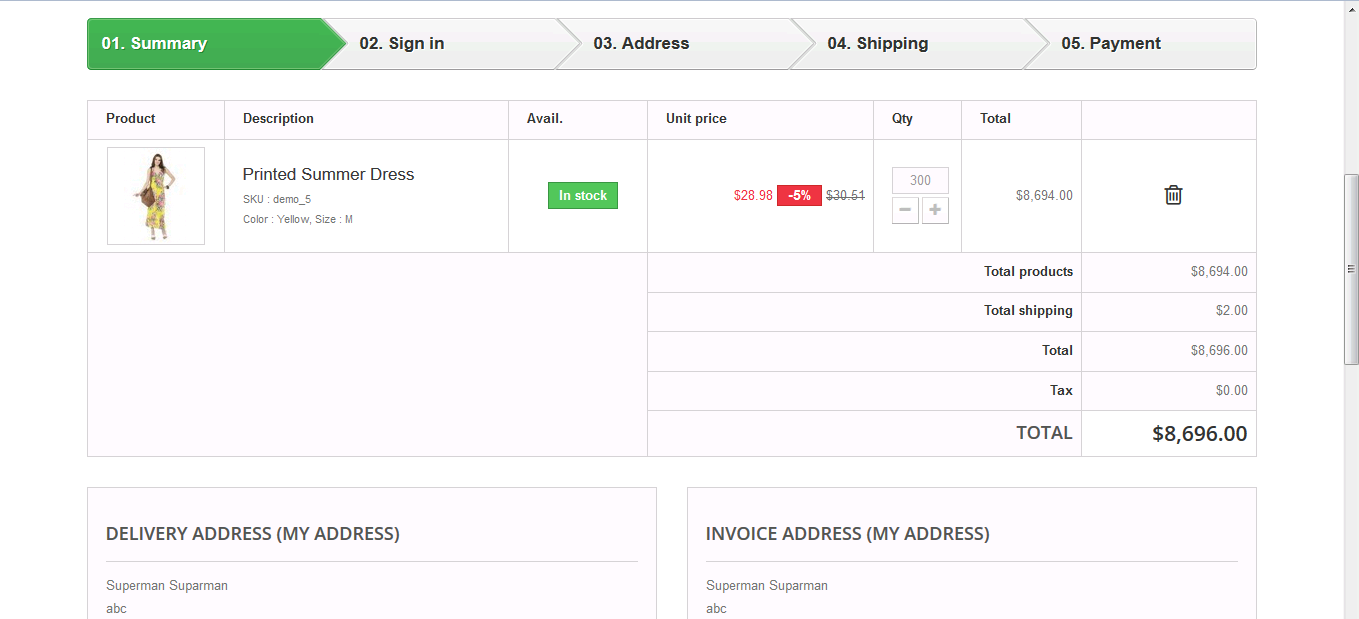 01. Summary
02. Sign in
03. Address
04. Shipping
05. Payment
Product Description Avail. Unit price Qty Total
Printed Summer Dress
SKU : demo_5
Color : Yellow, Size : M
In stock
$28.98 -5% $30.51
300
$8,694.00
Total products $8,694.00
Total shipping $2.00
Total $8,696.00
Tax $0.00
TOTAL $8,696.00
DELIVERY ADDRESS (MY ADDRESS)
Superman Suparman
abc
INVOICE ADDRESS (MY ADDRESS)
Superman Suparman
abc